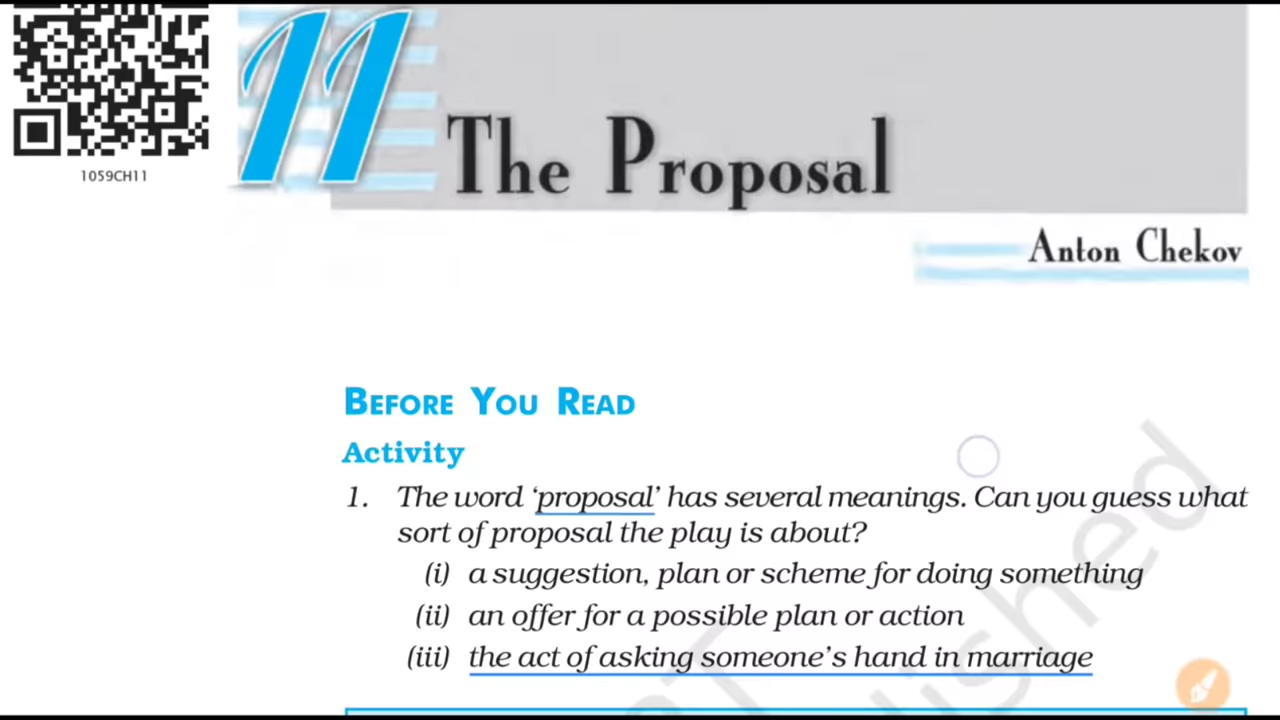 11
The Proposal
1059CH11
Anton Chekov
BEFORE YOU READ
Activity
1. The word ‘proposal’ has several meanings. Can you guess what
sort of proposal the play is about?
(i) a suggestion, plan or scheme for doing something
(ii) an offer for a possible plan or action
(iii) the act of asking someone’s hand in marriage